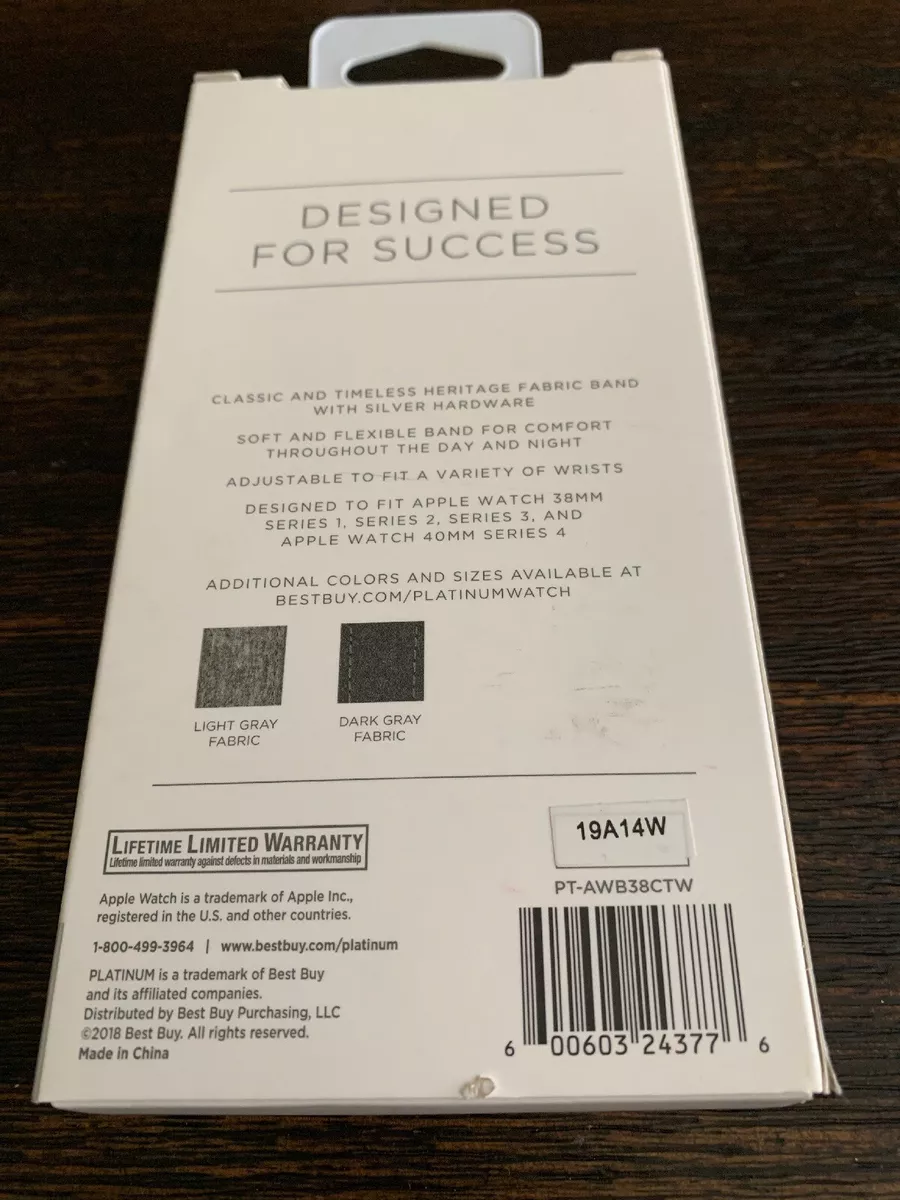 DESIGNED
FOR SUCCESS
CLASSIC AND TIMELESS HERITAGE FABRIC BAND
WITH SILVER HARDWARE
SOFT AND FLEXIBLE BAND FOR COMFORT
THROUGHOUT THE DAY AND NIGHT
ADJUSTABLE TO FIT A VARIETY OF WRISTS
DESIGNED TO FIT APPLE WATCH 38MM
SERIES 1, SERIES 2, SERIES 3, AND
APPLE WATCH 40MM SERIES 4
ADDITIONAL COLORS AND SIZES AVAILABLE AT
BESTBUY.COM/PLATINUMWATCH
LIGHT GRAY
FABRIC
DARK GRAY
FABRIC
LIFETIME LIMITED WARRANTY
Lifetime limited warranty against defects in materials and workmanship
Apple Watch is a trademark of Apple Inc.,
registered in the U.S. and other countries.
1-800-499-3964 | www.bestbuy.com/platinum
PLATINUM is a trademark of Best Buy
and its affiliated companies.
Distributed by Best Buy Purchasing, LLC
©2018 Best Buy. All rights reserved.
Made in China
19A14W
PT-AWB38CTW
6 00603 24377 6